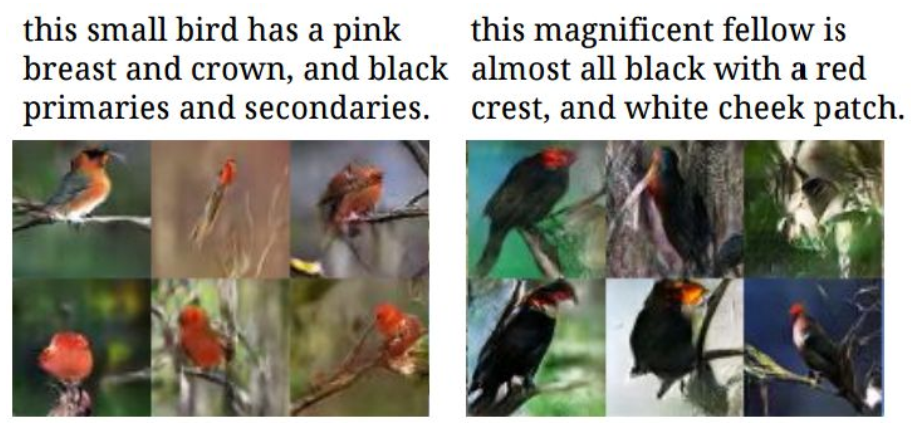 this small bird has a pink
breast and crown, and black
primaries and secondaries.
this magnificent fellow is
almost all black with a red
crest, and white cheek patch.